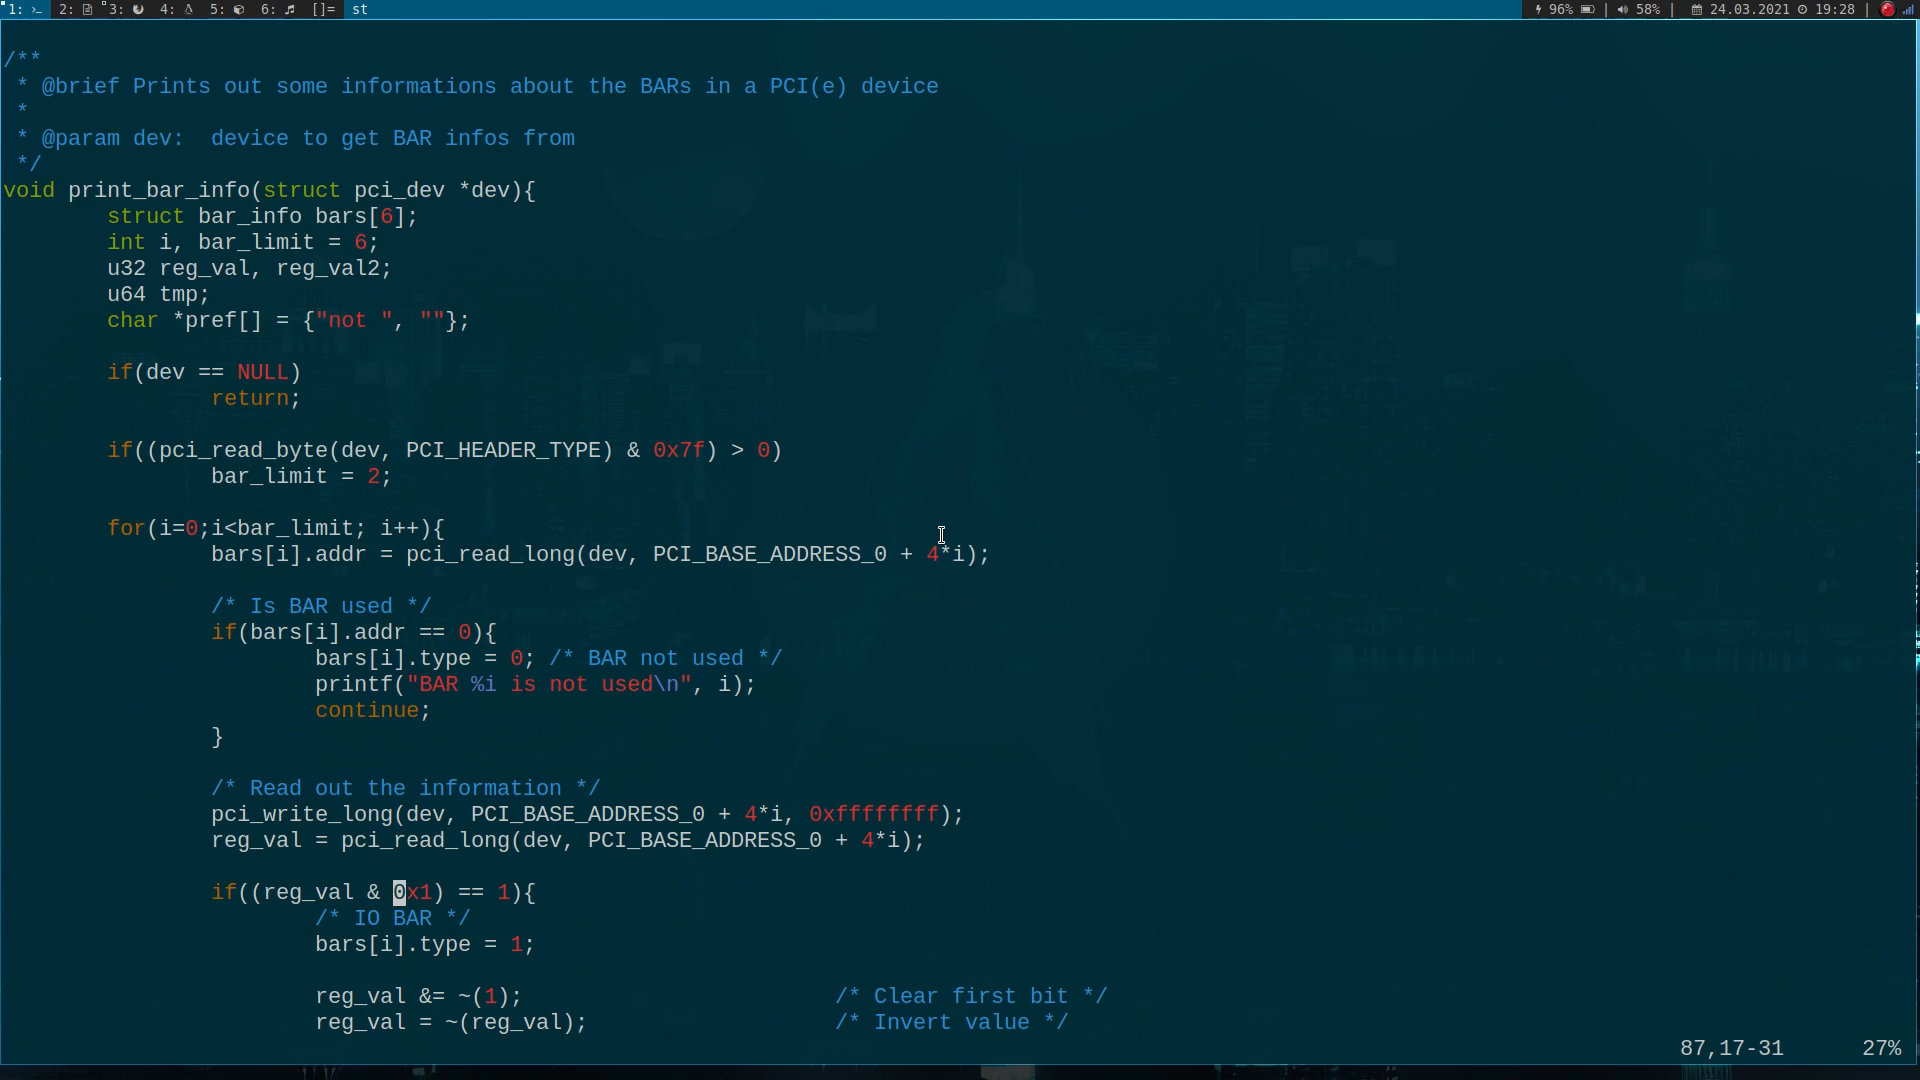 1: 2: 3: 4: 5: 6: []= st 96% | 58% | 24.03.2021 19:28 |
/**
 * @brief Prints out some informations about the BARs in a PCI(e) device
 *
 * @param dev:  device to get BAR infos from
 */
void print_bar_info(struct pci_dev *dev){
        struct bar_info bars[6];
        int i, bar_limit = 6;
        u32 reg_val, reg_val2;
        u64 tmp;
        char *pref[] = {"not ", ""};
        if(dev == NULL)
                return;
        if((pci_read_byte(dev, PCI_HEADER_TYPE) & 0x7f) > 0)
                bar_limit = 2;
        for(i=0;i<bar_limit; i++){
                bars[i].addr = pci_read_long(dev, PCI_BASE_ADDRESS_0 + 4*i);
                /* Is BAR used */
                if(bars[i].addr == 0){
                        bars[i].type = 0; /* BAR not used */
                        printf("BAR %i is not used\n", i);
                        continue;
                }
                /* Read out the information */
                pci_write_long(dev, PCI_BASE_ADDRESS_0 + 4*i, 0xffffffff);
                reg_val = pci_read_long(dev, PCI_BASE_ADDRESS_0 + 4*i);
                if((reg_val & 0x1) == 1){
                        /* IO BAR */
                        bars[i].type = 1;
                        reg_val &= ~(1);                        /* Clear first bit */
                        reg_val = ~(reg_val);                   /* Invert value */
87,17-31      27%